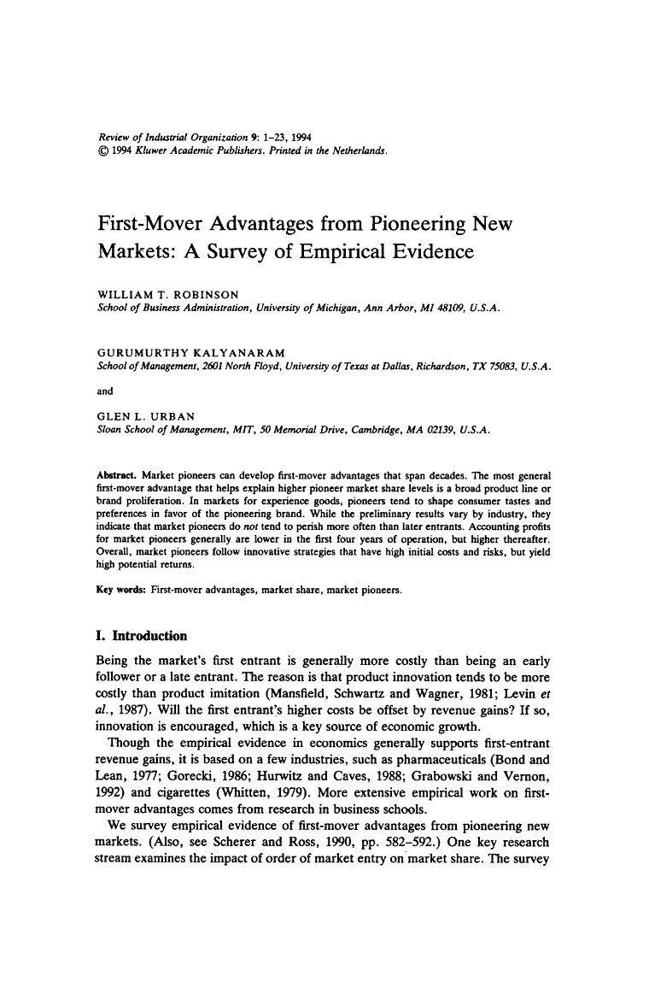 Review of Industrial Organization 9: 1–23, 1994
© 1994 Kluwer Academic Publishers. Printed in the Netherlands.
First-Mover Advantages from Pioneering New
Markets: A Survey of Empirical Evidence
WILLIAM T. ROBINSON
School of Business Administration, University of Michigan, Ann Arbor, MI 48109, U.S.A.
GURUMURTHY KALYANARAM
School of Management, 2601 North Floyd, University of Texas at Dallas, Richardson, TX 75083, U.S.A.
and
GLEN L. URBAN
Sloan School of Management, MIT, 50 Memorial Drive, Cambridge, MA 02139, U.S.A.
Abstract. Market pioneers can develop first-mover advantages that span decades. The most general
first-mover advantage that helps explain higher pioneer market share levels is a broad product line or
brand proliferation. In markets for experience goods, pioneers tend to shape consumer tastes and
preferences in favor of the pioneering brand. While the preliminary results vary by industry, they
indicate that market pioneers do not tend to perish more often than later entrants. Accounting profits
for market pioneers generally are lower in the first four years of operation, but higher thereafter.
Overall, market pioneers follow innovative strategies that have high initial costs and risks, but yield
high potential returns.
Key words: First-mover advantages, market share, market pioneers.
I. Introduction
Being the market's first entrant is generally more costly than being an early
follower or a late entrant. The reason is that product innovation tends to be more
costly than product imitation (Mansfield, Schwartz and Wagner, 1981; Levin et
al., 1987). Will the first entrant's higher costs be offset by revenue gains? If so,
innovation is encouraged, which is a key source of economic growth.
Though the empirical evidence in economics generally supports first-entrant
revenue gains, it is based on a few industries, such as pharmaceuticals (Bond and
Lean, 1977; Gorecki, 1986; Hurwitz and Caves, 1988; Grabowski and Vernon,
1992) and cigarettes (Whitten, 1979). More extensive empirical work on first-
mover advantages comes from research in business schools.
We survey empirical evidence of first-mover advantages from pioneering new
markets. (Also, see Scherer and Ross, 1990, pp. 582–592.) One key research
stream examines the impact of order of market entry on market share. The survey